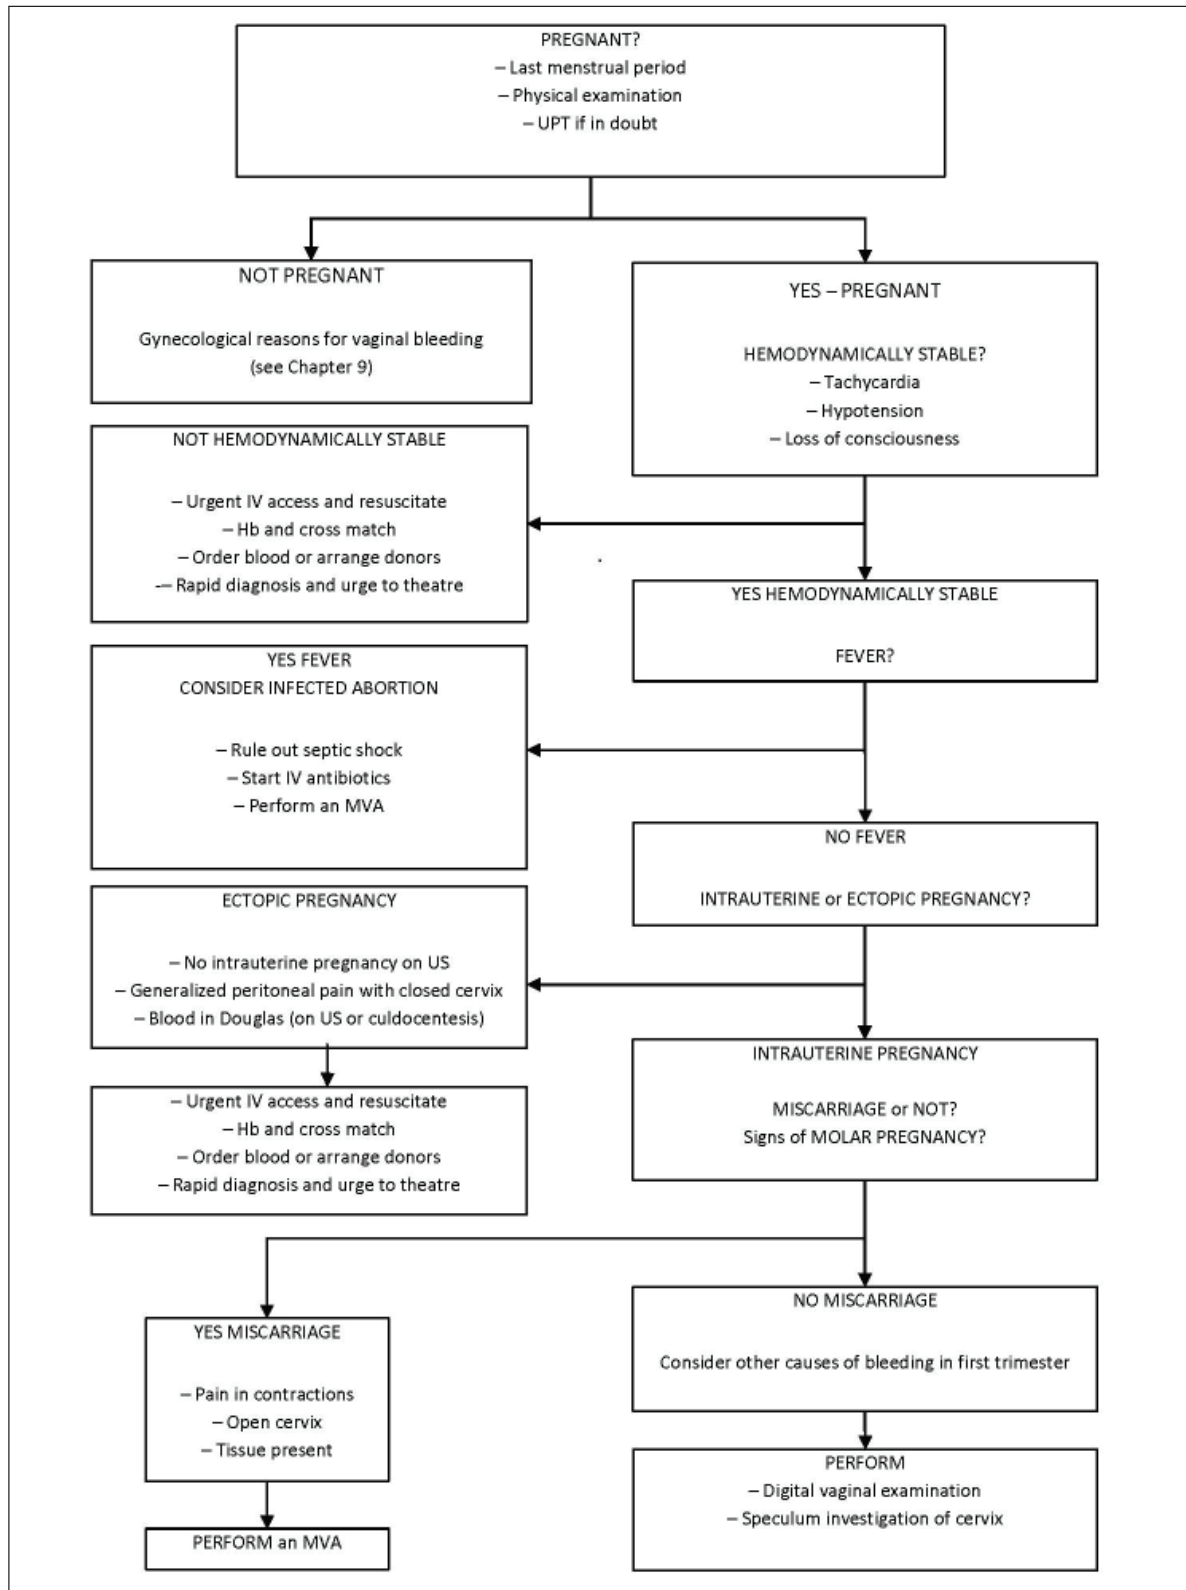 PREGNANT?
– Last menstrual period
– Physical examination
– UPT if in doubt
NOT PREGNANT
Gynecological reasons for vaginal bleeding
(see Chapter 9)
YES – PREGNANT
HEMODYNAMICALLY STABLE?
– Tachycardia
– Hypotension
– Loss of consciousness
NOT HEMODYNAMICALLY STABLE
– Urgent IV access and resuscitate
– Hb and cross match
– Order blood or arrange donors
-– Rapid diagnosis and urge to theatre
YES HEMODYNAMICALLY STABLE
FEVER?
YES FEVER
CONSIDER INFECTED ABORTION
– Rule out septic shock
– Start IV antibiotics
– Perform an MVA
NO FEVER
INTRAUTERINE or ECTOPIC PREGNANCY?
ECTOPIC PREGNANCY
– No intrauterine pregnancy on US
– Generalized peritoneal pain with closed cervix
– Blood in Douglas (on US or culdocentesis)
INTRAUTERINE PREGNANCY
MISCARRIAGE or NOT?
Signs of MOLAR PREGNANCY?
– Urgent IV access and resuscitate
– Hb and cross match
– Order blood or arrange donors
– Rapid diagnosis and urge to theatre
YES MISCARRIAGE
– Pain in contractions
– Open cervix
– Tissue present
NO MISCARRIAGE
Consider other causes of bleeding in first trimester
PERFORM an MVA
PERFORM
– Digital vaginal examination
– Speculum investigation of cervix